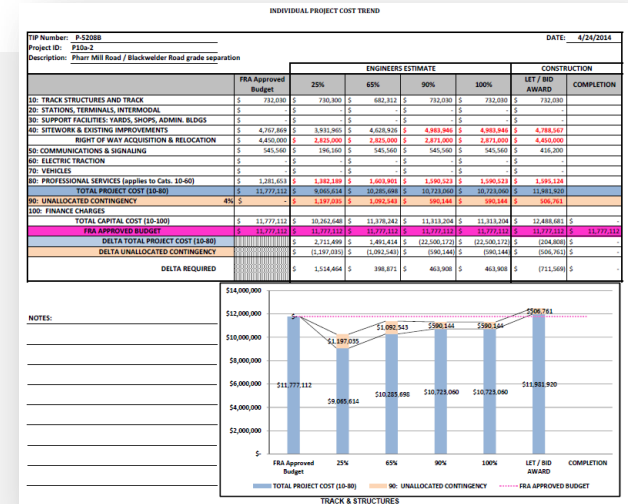 INDIVIDUAL PROJECT COST TREND
TIP Number: P-5208B DATE: 4/24/2014
Project ID: P10a-2
Description: Pharr Mill Road / Blackwelder Road grade separation
ENGINEERS ESTIMATE CONSTRUCTION
FRA Approved Budget 25% 65% 90% 100% LET / BID AWARD COMPLETION
10: TRACK STRUCTURES AND TRACK $ 732,030 $ 730,300 $ 682,312 $ 732,030 $ 732,030 $ 732,030
20: STATIONS, TERMINALS, INTERMODAL $ - $ - $ - $ - $ - $ -
30: SUPPORT FACILITIES: YARDS, SHOPS, ADMIN. BLDGS $ - $ - $ - $ - $ - $ -
40: SITEWORK & EXISTING IMPROVEMENTS $ 4,767,869 $ 3,931,965 $ 4,628,926 $ 4,983,946 $ 4,983,946 $ 4,788,567
RIGHT OF WAY ACQUISITION & RELOCATION $ 4,450,000 $ 2,825,000 $ 2,825,000 $ 2,871,000 $ 2,871,000 $ 4,450,000
50: COMMUNICATIONS & SIGNALING $ 545,560 $ 196,160 $ 545,560 $ 545,560 $ 545,560 $ 416,200
60: ELECTRIC TRACTION $ - $ - $ - $ - $ - $ -
70: VEHICLES $ - $ - $ - $ - $ - $ -
80: PROFESSIONAL SERVICES (applies to Cats. 10-60) $ 1,281,653 $ 1,382,189 $ 1,603,901 $ 1,590,523 $ 1,590,523 $ 1,595,124
TOTAL PROJECT COST (10-80) $ 11,777,112 $ 9,065,614 $ 10,285,698 $ 10,723,060 $ 10,723,060 $ 11,981,920
90: UNALLOCATED CONTINGENCY 4% $ - $ 1,197,035 $ 1,092,543 $ 590,144 $ 590,144 $ 506,761
100: FINANCE CHARGES
TOTAL CAPITAL COST (10-100) $ 11,777,112 $ 10,262,648 $ 11,378,242 $ 11,313,204 $ 11,313,204 $ 12,488,681 $ -
FRA APPROVED BUDGET $ 11,777,112 $ 11,777,112 $ 11,777,112 $ 11,777,112 $ 11,777,112 $ 11,777,112 $ 11,777,112
DELTA TOTAL PROJECT COST (10-80) $ 2,711,499 $ 1,491,414 $ (22,500,172) $ (22,500,172) $ (204,808) $ -
DELTA UNALLOCATED CONTINGENCY $ (1,197,035) $ (1,092,543) $ (590,144) $ (590,144) $ (506,761) $ -
DELTA REQUIRED $ 1,514,464 $ 398,871 $ 463,908 $ 463,908 $ (711,569) $ -
NOTES:
$14,000,000
$12,000,000
$10,000,000
$8,000,000
$6,000,000
$4,000,000
$2,000,000
$-
$- $1,197,035 $1,092,543 $590,144 $590,144 $506,761
$11,777,112 $9,065,614 $10,285,698 $10,723,060 $10,723,060 $11,981,920
FRA Approved Budget 25% 65% 90% 100% LET / BID AWARD COMPLETION
TOTAL PROJECT COST (10-80) 90: UNALLOCATED CONTINGENCY FRA APPROVED BUDGET
TRACK & STRUCTURES